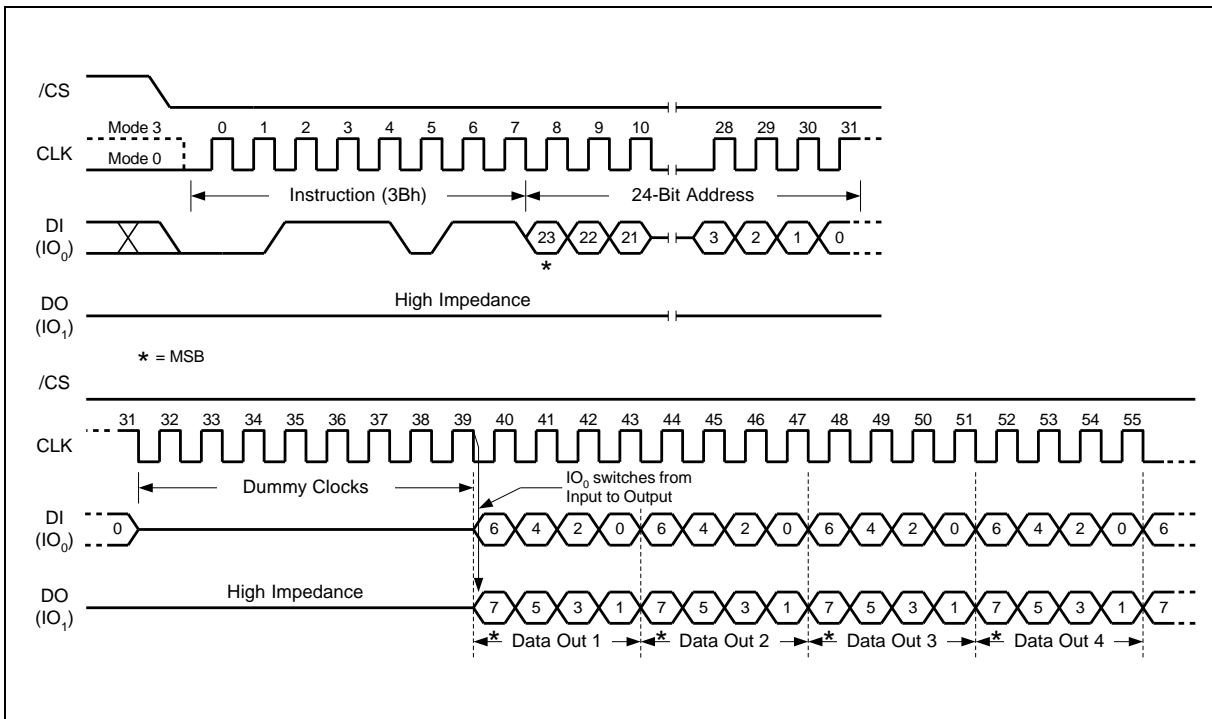 /CS
Mode 3 0 1 2 3 4 5 6 7 8 9 10 28 29 30 31
CLK
Mode 0
Instruction (3Bh) 24-Bit Address
DI
(IO0)
23 22 21 3 2 1 0
*
DO
(IO1)
High Impedance
* = MSB
/CS
31 32 33 34 35 36 37 38 39 40 41 42 43 44 45 46 47 48 49 50 51 52 53 54 55
CLK
Dummy Clocks
IO0 switches from
Input to Output
DI
(IO0)
0 6 4 2 0 6 4 2 0 6 4 2 0 6 4 2 0 6
High Impedance
DO
(IO1)
7 5 3 1 7 5 3 1 7 5 3 1 7 5 3 1 7
* Data Out 1 * Data Out 2 * Data Out 3 * Data Out 4